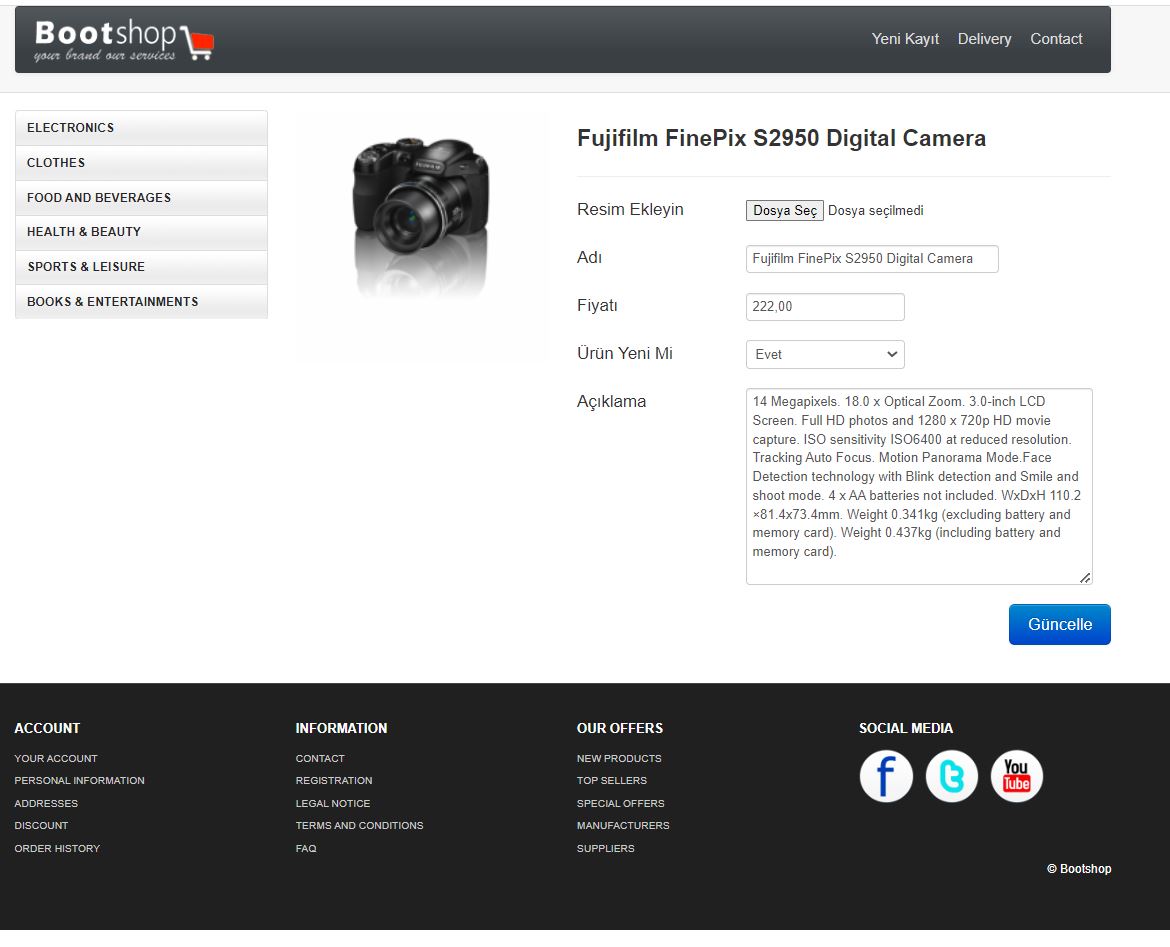 Bootshop
your brand our services
Yeni Kayıt Delivery Contact
ELECTRONICS
CLOTHES
FOOD AND BEVERAGES
HEALTH & BEAUTY
SPORTS & LEISURE
BOOKS & ENTERTAINMENTS
FUJIFILM
Fujifilm FinePix S2950 Digital Camera
Resim Ekleyin Dosya Seç Dosya seçilmedi
Adı Fujifilm FinePix S2950 Digital Camera
Fiyatı 222,00
Ürün Yeni Mi Evet
Açıklama
14 Megapixels. 18.0 x Optical Zoom. 3.0-inch LCD
Screen. Full HD photos and 1280 x 720p HD movie
capture. ISO sensitivity ISO6400 at reduced resolution.
Tracking Auto Focus. Motion Panorama Mode.Face
Detection technology with Blink detection and Smile and
shoot mode. 4 x AA batteries not included. WxDxH 110.2
×81.4x73.4mm. Weight 0.341kg (excluding battery and
memory card). Weight 0.437kg (including battery and
memory card).
Güncelle
ACCOUNT
YOUR ACCOUNT
PERSONAL INFORMATION
ADDRESSES
DISCOUNT
ORDER HISTORY
INFORMATION
CONTACT
REGISTRATION
LEGAL NOTICE
TERMS AND CONDITIONS
FAQ
OUR OFFERS
NEW PRODUCTS
TOP SELLERS
SPECIAL OFFERS
MANUFACTURERS
SUPPLIERS
SOCIAL MEDIA
You
Tube
© Bootshop